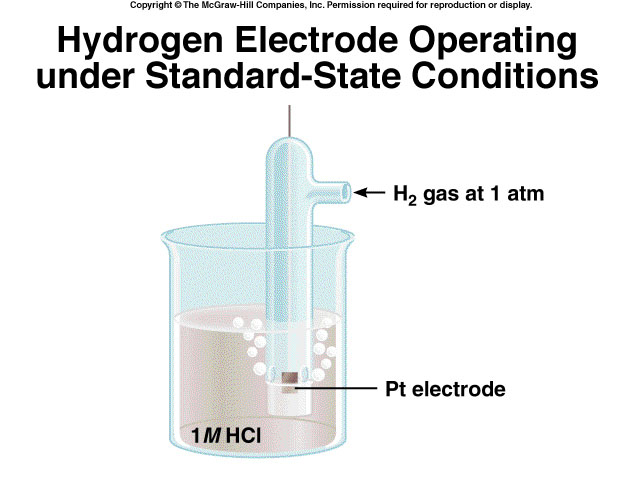 Copyright © The McGraw-Hill Companies, Inc. Permission required for reproduction or display.
Hydrogen Electrode Operating
under Standard-State Conditions
H₂ gas at 1 atm
Pt electrode
1M HCl